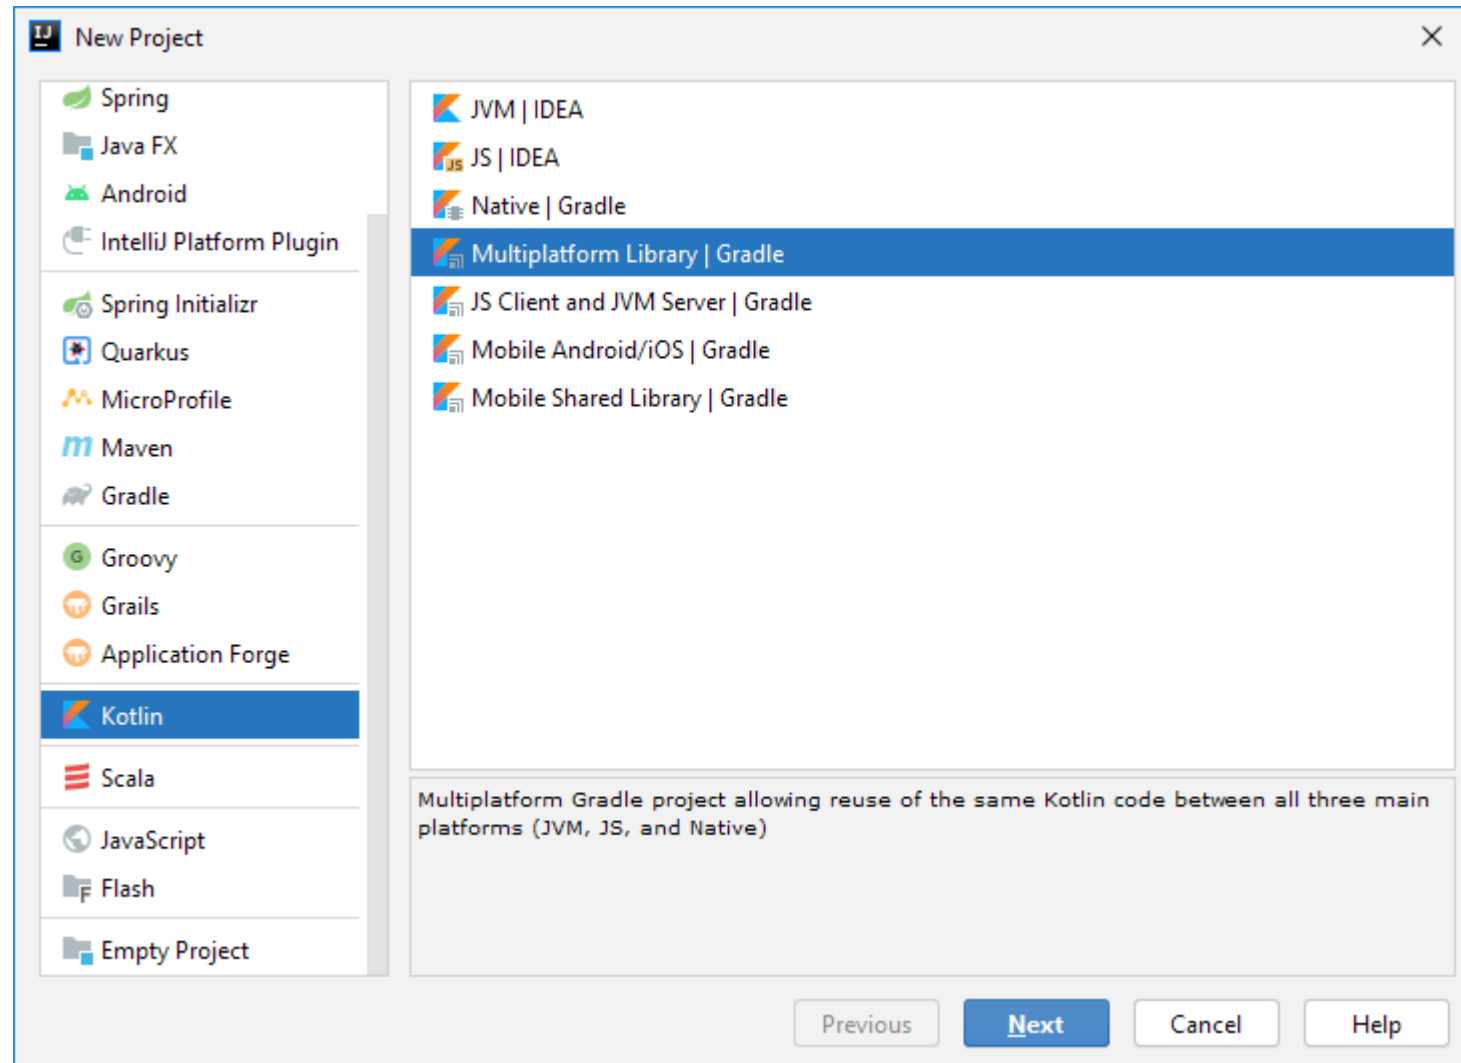 New Project
Spring
Java FX
Android
IntelliJ Platform Plugin
Spring Initializr
Quarkus
MicroProfile
Maven
Gradle
Groovy
Grails
Application Forge
Kotlin
Scala
JavaScript
Flash
Empty Project
JVM | IDEA
JS | IDEA
Native | Gradle
Multiplatform Library | Gradle
JS Client and JVM Server | Gradle
Mobile Android/iOS | Gradle
Mobile Shared Library | Gradle
Multiplatform Gradle project allowing reuse of the same Kotlin code between all three main
platforms (JVM, JS, and Native)
Previous Next Cancel Help